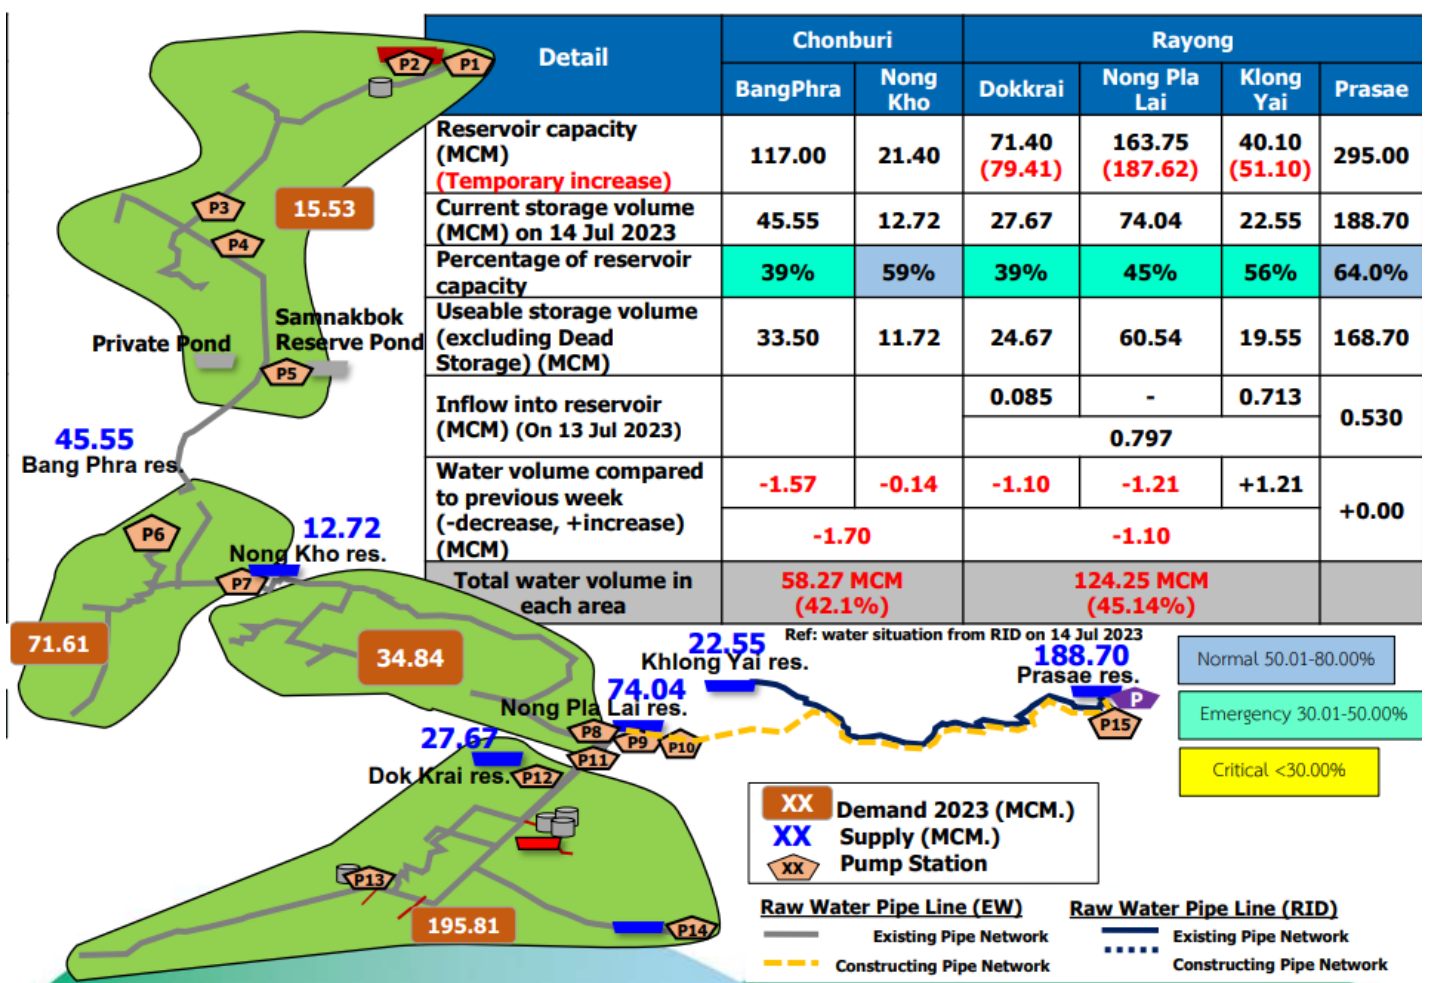 Detail
Chonburi
Rayong
BangPhra
Nong
Kho
Dokkrai
Nong Pla
Lai
Klong
Yai
Prasae
Reservoir capacity
(MCM)
(Temporary increase)
117.00
21.40
71.40
(79.41)
163.75
(187.62)
40.10
(51.10)
295.00
Current storage volume
(MCM) on 14 Jul 2023
45.55
12.72
27.67
74.04
22.55
188.70
Percentage of reservoir
capacity
39%
59%
39%
45%
56%
64.0%
Useable storage volume
(excluding Dead
Storage) (MCM)
33.50
11.72
24.67
60.54
19.55
168.70
Inflow into reservoir
(MCM) (On 13 Jul 2023)
0.085
-
0.713
0.530
0.797
Water volume compared
to previous week
(-decrease, +increase)
(MCM)
-1.57
-0.14
-1.10
-1.21
+1.21
+0.00
-1.70
-1.10
Total water volume in
each area
58.27 MCM
(42.1%)
124.25 MCM
(45.14%)
Ref: water situation from RID on 14 Jul 2023
P2
P1
P3
15.53
P4
Samnakbok
Reserve Pond
Private Pond
P5
45.55
Bang Phra res.
P6
12.72
Nong Kho res.
P7
71.61
34.84
22.55
Khlong Yai res.
188.70
Prasae res.
P
P15
74.04
Nong Pla Lai res.
P8
P9
P10
27.67
Dok Krai res.
P11
P12
P13
195.81
P14
Normal 50.01-80.00%
Emergency 30.01-50.00%
Critical <30.00%
XX Demand 2023 (MCM.)
XX Supply (MCM.)
XX Pump Station
Raw Water Pipe Line (EW)
Existing Pipe Network
Constructing Pipe Network
Raw Water Pipe Line (RID)
Existing Pipe Network
Constructing Pipe Network